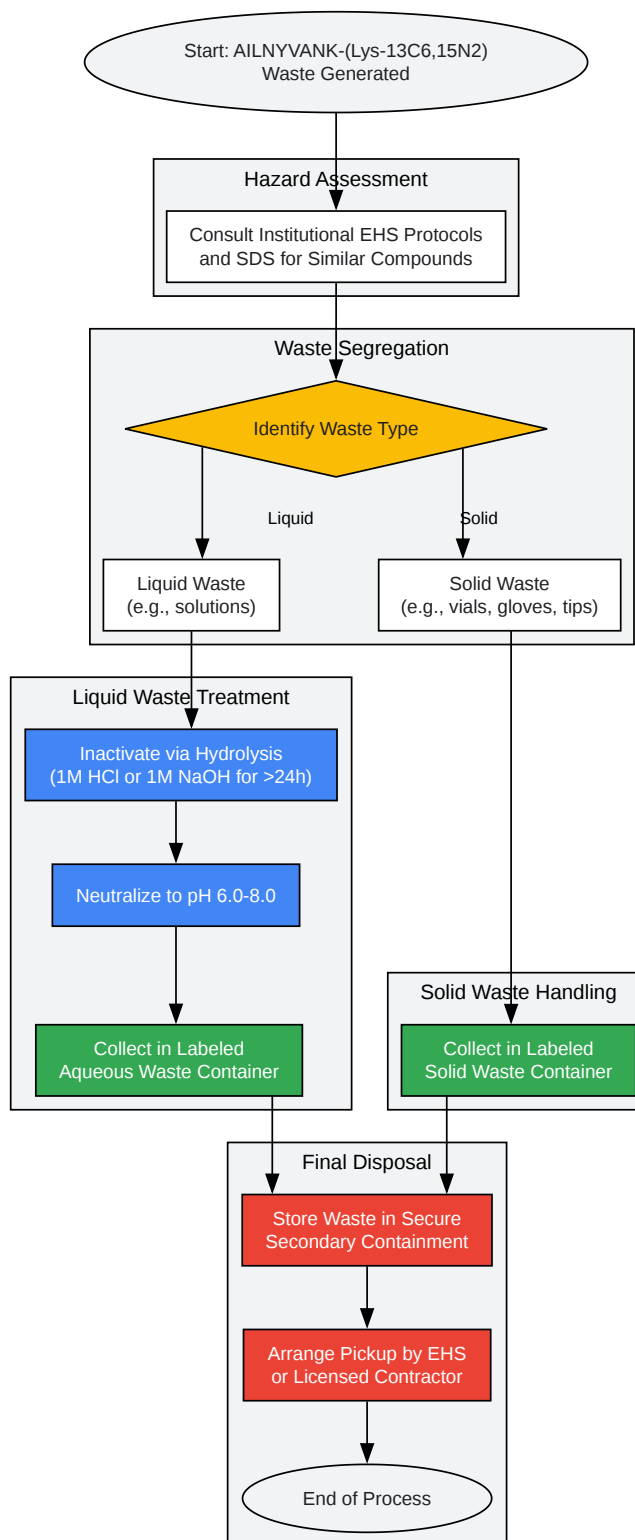 Start: AILNYVANK-(Lys-13C6,15N2)
Waste Generated
Hazard Assessment
Consult Institutional EHS Protocols
and SDS for Similar Compounds
Waste Segregation
Identify Waste Type
Liquid
Solid
Liquid Waste
(e.g., solutions)
Solid Waste
(e.g., vials, gloves, tips)
Liquid Waste Treatment
Inactivate via Hydrolysis
(1M HCl or 1M NaOH for >24h)
Neutralize to pH 6.0-8.0
Collect in Labeled
Aqueous Waste Container
Solid Waste Handling
Collect in Labeled
Solid Waste Container
Final Disposal
Store Waste in Secure
Secondary Containment
Arrange Pickup by EHS
or Licensed Contractor
End of Process